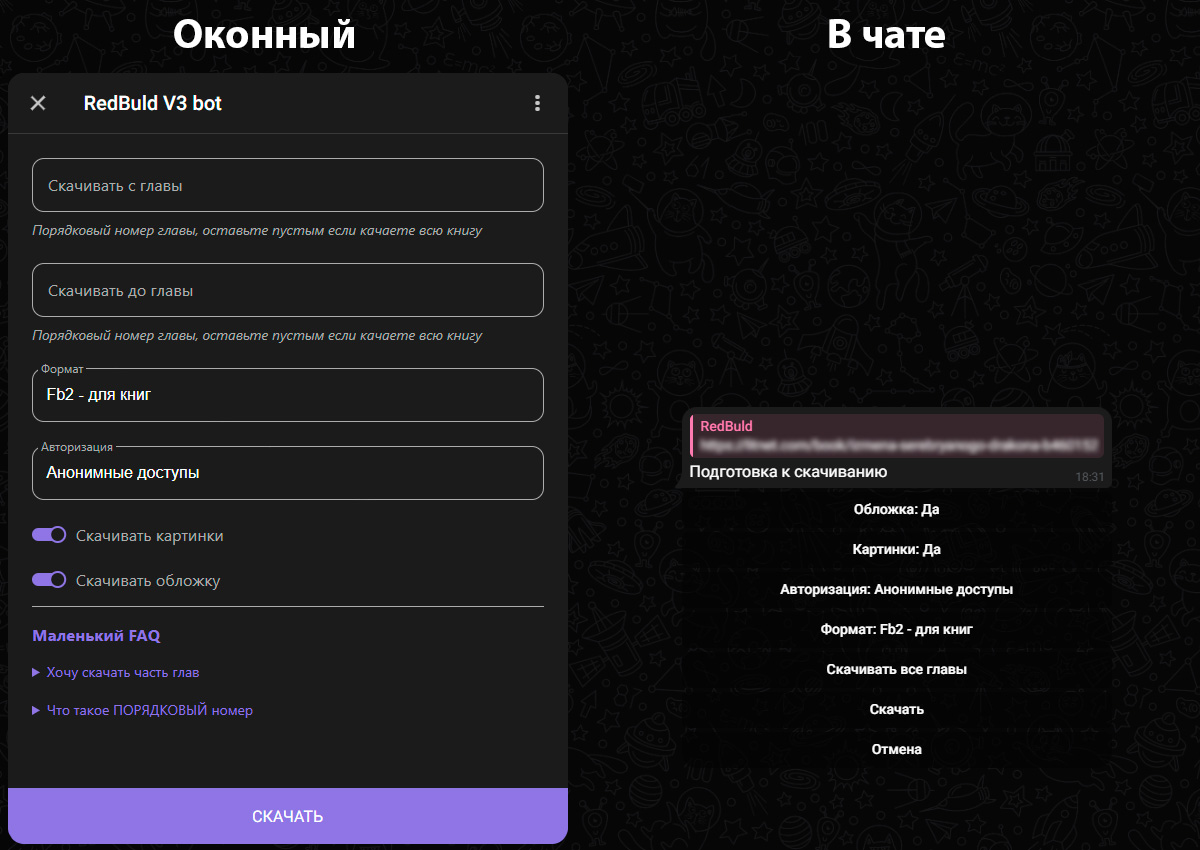 Оконный
В чате
RedBuld V3 bot
Скачивать с главы
Порядковый номер главы, оставьте пустым если качаете всю книгу
Скачивать до главы
Порядковый номер главы, оставьте пустым если качаете всю книгу
Формат
Fb2 - для книг
Авторизация
Анонимные доступы
Скачивать картинки
Скачивать обложку
Маленький FAQ
Хочу скачать часть глав
Что такое ПОРЯДКОВЫЙ номер
СКАЧАТЬ
RedBuld
Подготовка к скачиванию
18:31
Обложка: Да
Картинки: Да
Авторизация: Анонимные доступы
Формат: Fb2 - для книг
Скачивать все главы
Скачать
Отмена